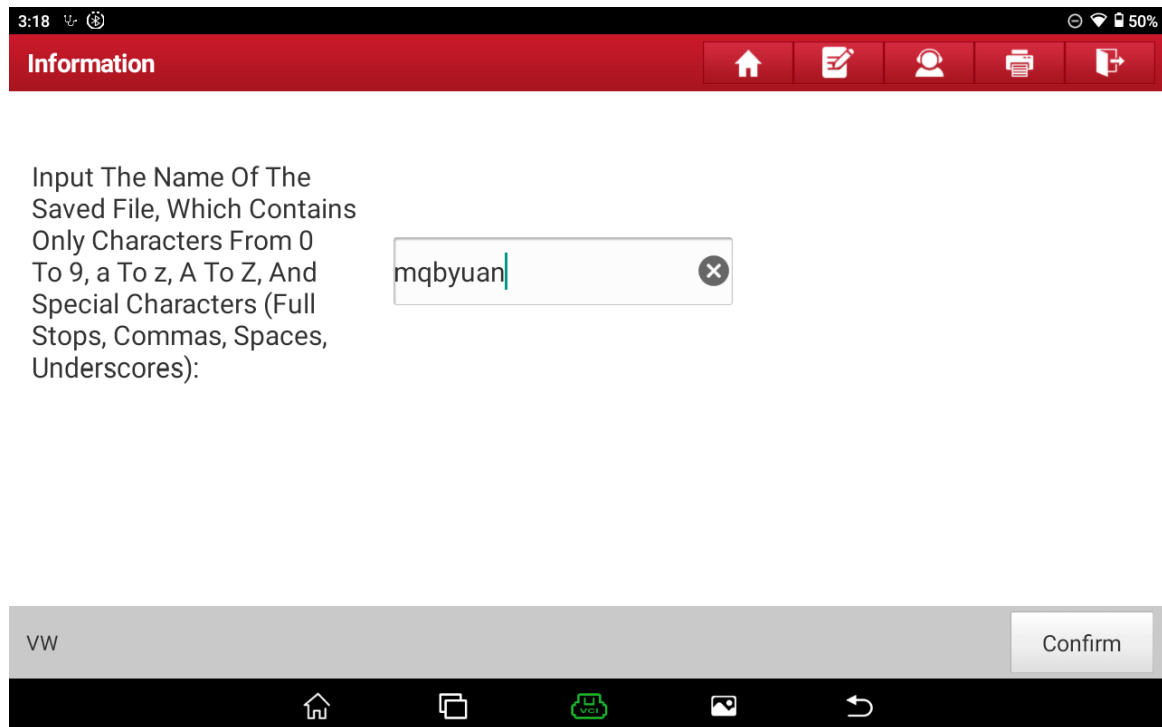 3:18
50%
Information
Input The Name Of The
Saved File, Which Contains
Only Characters From 0
To 9, a To z, A To Z, And
Special Characters (Full
Stops, Commas, Spaces,
Underscores):
mqbyuan
VW
Confirm
VCI